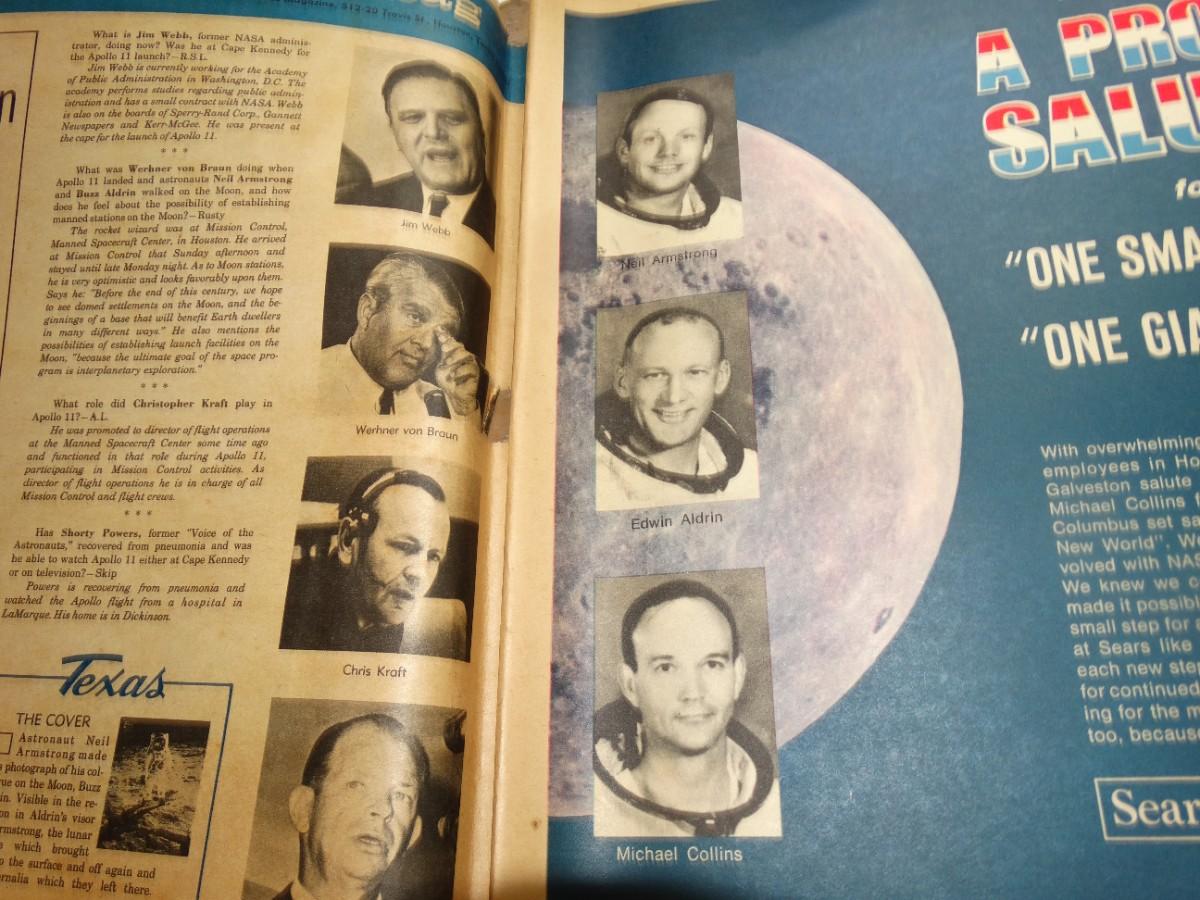 Magazine, 512-20 Travis St., Houston, Texas
What is Jim Webb, former NASA adminis-
trator, doing now? Was he at Cape Kennedy for
the Apollo 11 launch?—R.S.L.
Jim Webb is currently working for the Academy
of Public Administration in Washington, D.C. The
academy performs studies regarding public admin-
istration and has a small contract with NASA. Webb
is also on the boards of Sperry-Rand Corp., Gannett
Newspapers and Kerr-McGee. He was present at
the cape for the launch of Apollo 11.
* * *
What was Werhner von Braun doing when
Apollo 11 landed and astronauts Neil Armstrong
and Buzz Aldrin walked on the Moon, and how
does he feel about the possibility of establishing
manned stations on the Moon?—Rusty
The rocket wizard was at Mission Control,
Manned Spacecraft Center, in Houston. He arrived
at Mission Control that Sunday afternoon and
stayed until late Monday night. As to Moon stations,
he is very optimistic and looks favorably upon them.
Says he: "Before the end of this century, we hope
to see domed settlements on the Moon, and the be-
ginnings of a base that will benefit Earth dwellers
in many different ways." He also mentions the
possibilities of establishing launch facilities on the
Moon, "because the ultimate goal of the space pro-
gram is interplanetary exploration."
* * *
What role did Christopher Kraft play in
Apollo 11?—A.L.
He was promoted to director of flight operations
at the Manned Spacecraft Center some time ago
and functioned in that role during Apollo 11,
participating in Mission Control activities. As
director of flight operations he is in charge of all
Mission Control and flight crews.
* * *
Has Shorty Powers, former "Voice of the
Astronauts," recovered from pneumonia and was
he able to watch Apollo 11 either at Cape Kennedy
or on television?—Skip
Powers is recovering from pneumonia and
watched the Apollo flight from a hospital in
LaMarque. His home is in Dickinson.
Texas
THE COVER
Astronaut Neil
Armstrong made
photograph of his col-
on the Moon, Buzz
Visible in the re-
in Aldrin's visor
the lunar
which brought
the surface and off again and
which they left there.
Jim Webb
Werhner von Braun
Chris Kraft
Neil Armstrong
Edwin Aldrin
Michael Collins
A PRO
SALU
"ONE SMA
"ONE GIA
With overwhelming
employees in Ho
Galveston salute
Michael Collins
Columbus set sa
New World". We
volved with NAS
We knew we
made it possib
small step for
at Sears like
each new ste
for continued
ing for the m
too, because
Sear